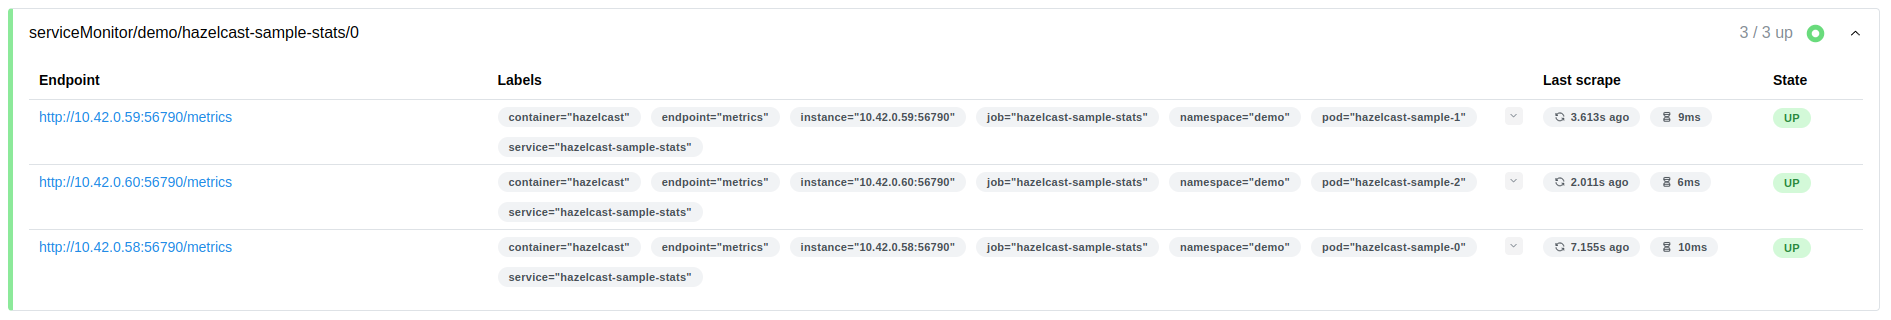 serviceMonitor/demo/hazelcast-sample-stats/0 3 / 3 up
Endpoint Labels Last scrape State
http://10.42.0.59:56790/metrics container="hazelcast" endpoint="metrics" instance="10.42.0.59:56790" job="hazelcast-sample-stats" namespace="demo" pod="hazelcast-sample-1" 3.613s ago 9ms UP
service="hazelcast-sample-stats"
http://10.42.0.60:56790/metrics container="hazelcast" endpoint="metrics" instance="10.42.0.60:56790" job="hazelcast-sample-stats" namespace="demo" pod="hazelcast-sample-2" 2.011s ago 6ms UP
service="hazelcast-sample-stats"
http://10.42.0.58:56790/metrics container="hazelcast" endpoint="metrics" instance="10.42.0.58:56790" job="hazelcast-sample-stats" namespace="demo" pod="hazelcast-sample-0" 7.155s ago 10ms UP
service="hazelcast-sample-stats"